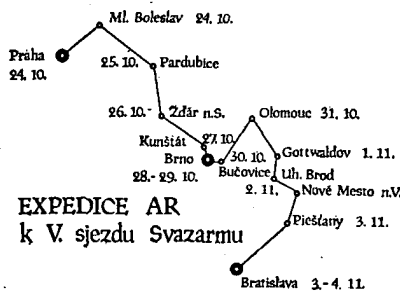 Ml. Boleslav 24. 10.
Práha
24. 10.
25. 10. Pardubice
26. 10.- Žďár n.S.
Olomouc 31. 10.
Kunštát 27. 10.
Brno
28.- 29. 10.
30. 10.
Bučovice
Gottwaldov 1. 11.
Uh. Brod
2. 11.
Nové Mesto n.V.
EXPEDICE AR
k V. sjezdu Svazarmu
Piešťany 3. 11.
Bratislava 3.-4. 11.